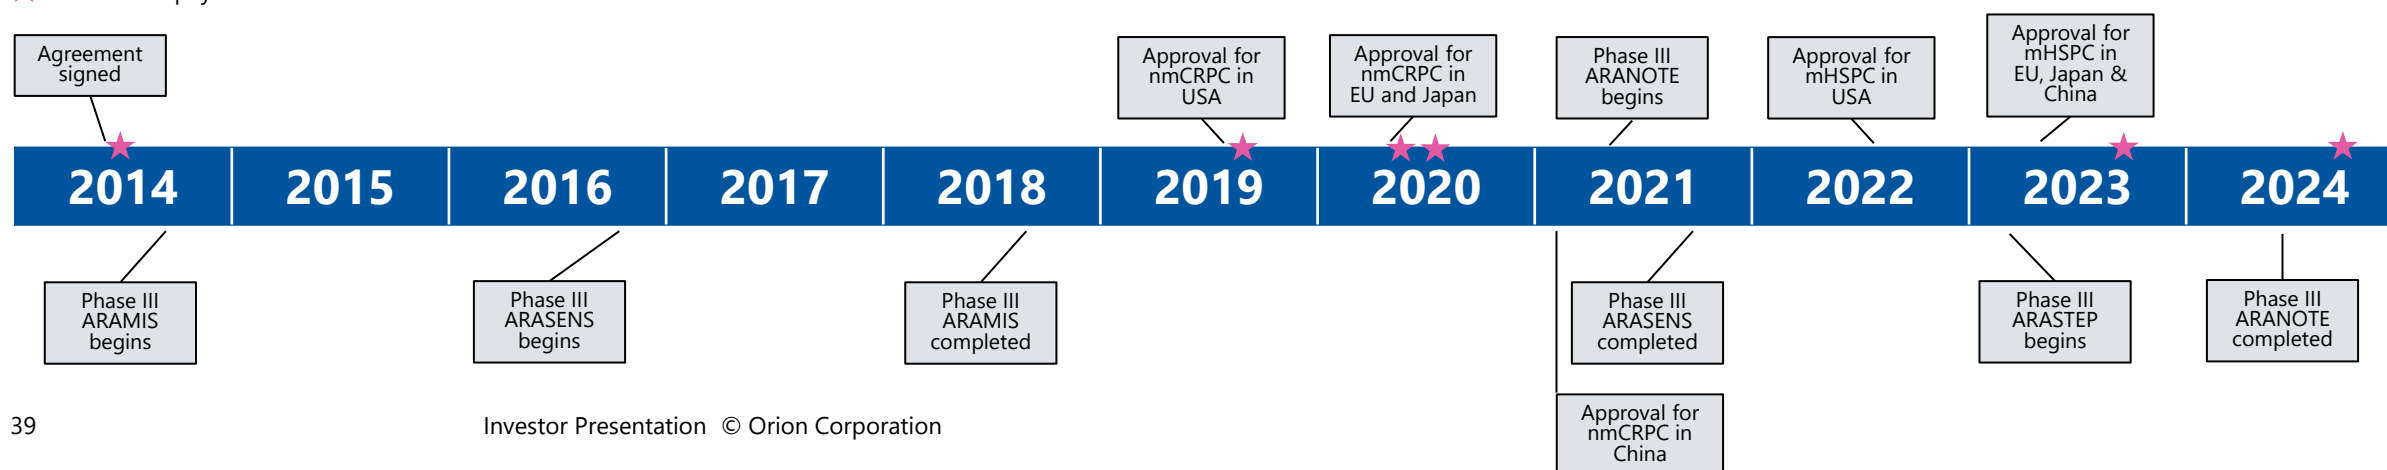 Agreement
signed
Approval for
nmCRPC in
USA
Approval for
nmCRPC in
EU and Japan
Phase III
ARANOTE
begins
Approval for
mHSPC in
USA
Approval for
mHSPC in
EU, Japan &
China
2014 2015 2016 2017 2018 2019 2020 2021 2022 2023 2024
Phase III
ARAMIS
begins
Phase III
ARASENS
begins
Phase III
ARAMIS
completed
Phase III
ARASENS
completed
Phase III
ARASTEP
begins
Phase III
ARANOTE
completed
Approval for
nmCRPC in
China
39
Investor Presentation © Orion Corporation